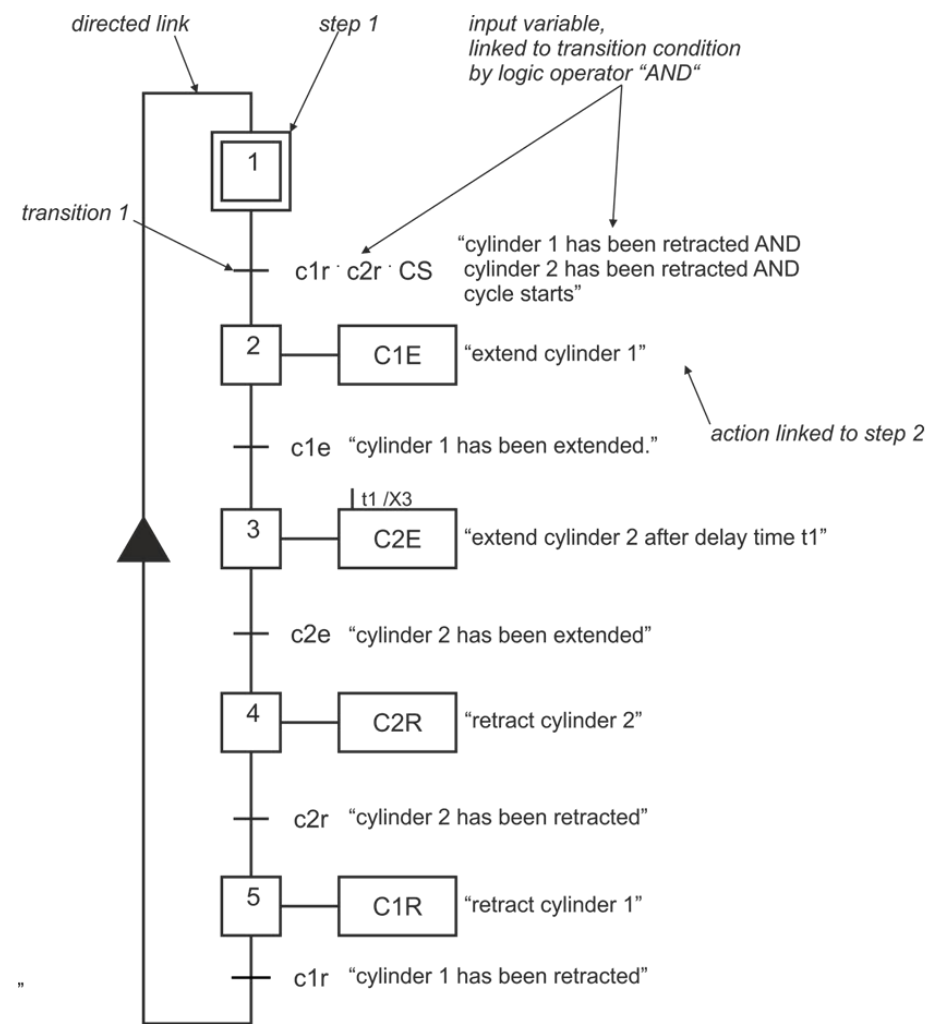 directed link
step 1
input variable,
linked to transition condition
by logic operator “AND“
1
transition 1
c1r · c2r · CS
“cylinder 1 has been retracted AND
cylinder 2 has been retracted AND
cycle starts”
2
C1E
“extend cylinder 1”
action linked to step 2
c1e “cylinder 1 has been extended.”
t1 /X3
3
C2E
“extend cylinder 2 after delay time t1”
c2e “cylinder 2 has been extended”
4
C2R
“retract cylinder 2”
c2r “cylinder 2 has been retracted”
5
C1R
“retract cylinder 1”
c1r “cylinder 1 has been retracted”
”